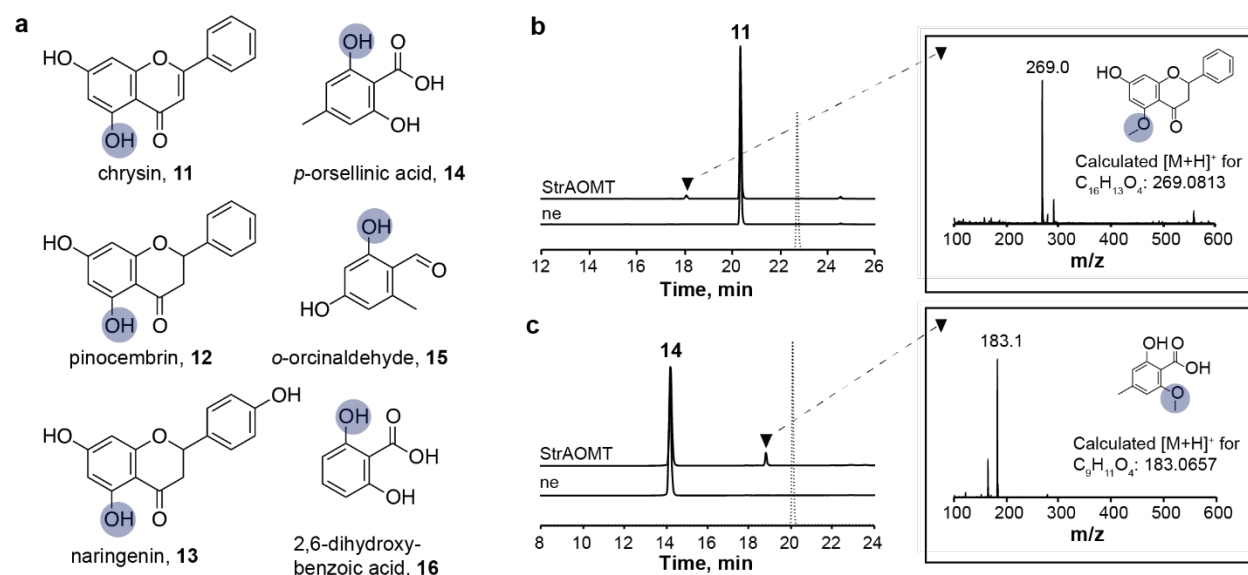 a
HO
O
OH
O
chrysin, 11
OH
O
OH
OH
p-orsellinic acid, 14
HO
O
OH
O
pinocembrin, 12
OH
O
HO
o-orcinaldehyde, 15
OH
HO
O
OH
O
naringenin, 13
OH
O
OH
OH
2,6-dihydroxy-
benzoic acid, 16
b
11
StrAOMT
ne
12 14 16 18 20 22 24 26
Time, min
269.0
HO
O
O
O
Calculated [M+H]+ for
C16H13O4: 269.0813
100 200 300 400 500 600
m/z
c
14
StrAOMT
ne
8 10 12 14 16 18 20 22 24
Time, min
183.1
OH
O
OH
O
Calculated [M+H]+ for
C9H11O4: 183.0657
100 200 300 400 500 600
m/z